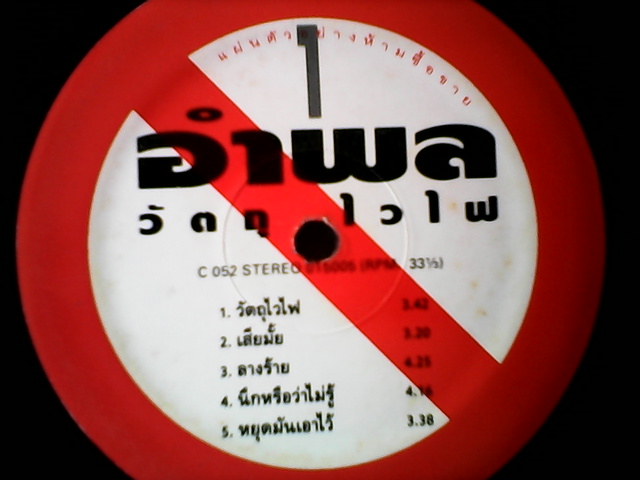 แผ่นตัวอย่างห้ามซื้อขาย
1
อำพล
วัตถุไวไฟ
C 052 STEREO 015005 (RPM 33⅓)
1. วัตถุไวไฟ 3.42
2. เสียมั้ย 3.20
3. ลางร้าย 4.25
4. นึกหรือว่าไม่รู้
5. หยุดมันเอาไว้ 3.38